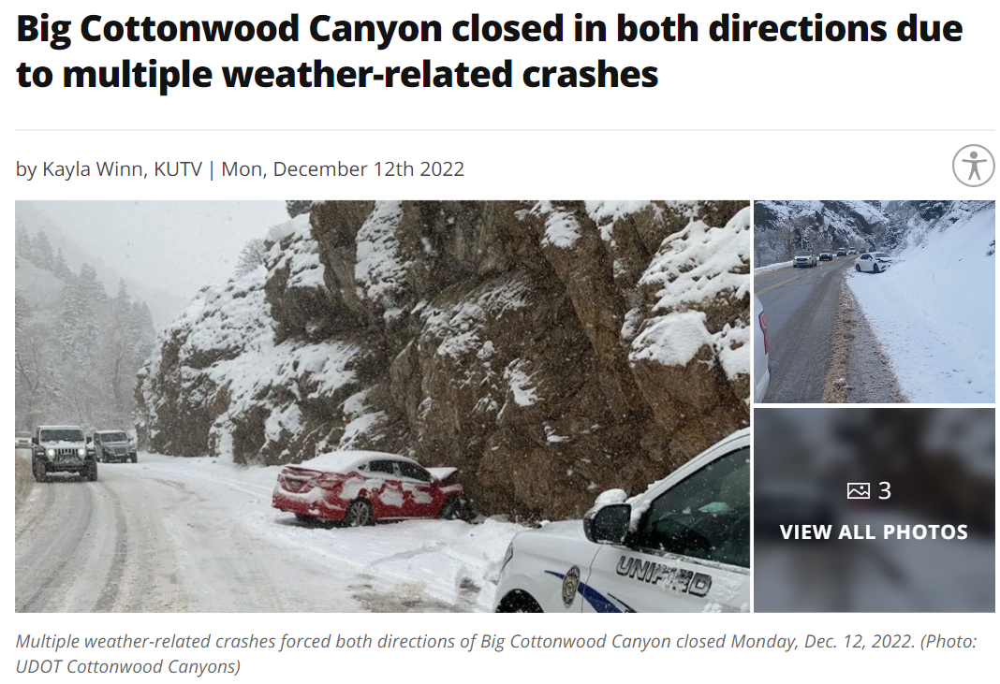 Big Cottonwood Canyon closed in both directions due
to multiple weather-related crashes
by Kayla Winn, KUTV | Mon, December 12th 2022
UNIFIED
3
VIEW ALL PHOTOS
Multiple weather-related crashes forced both directions of Big Cottonwood Canyon closed Monday, Dec. 12, 2022. (Photo:
UDOT Cottonwood Canyons)